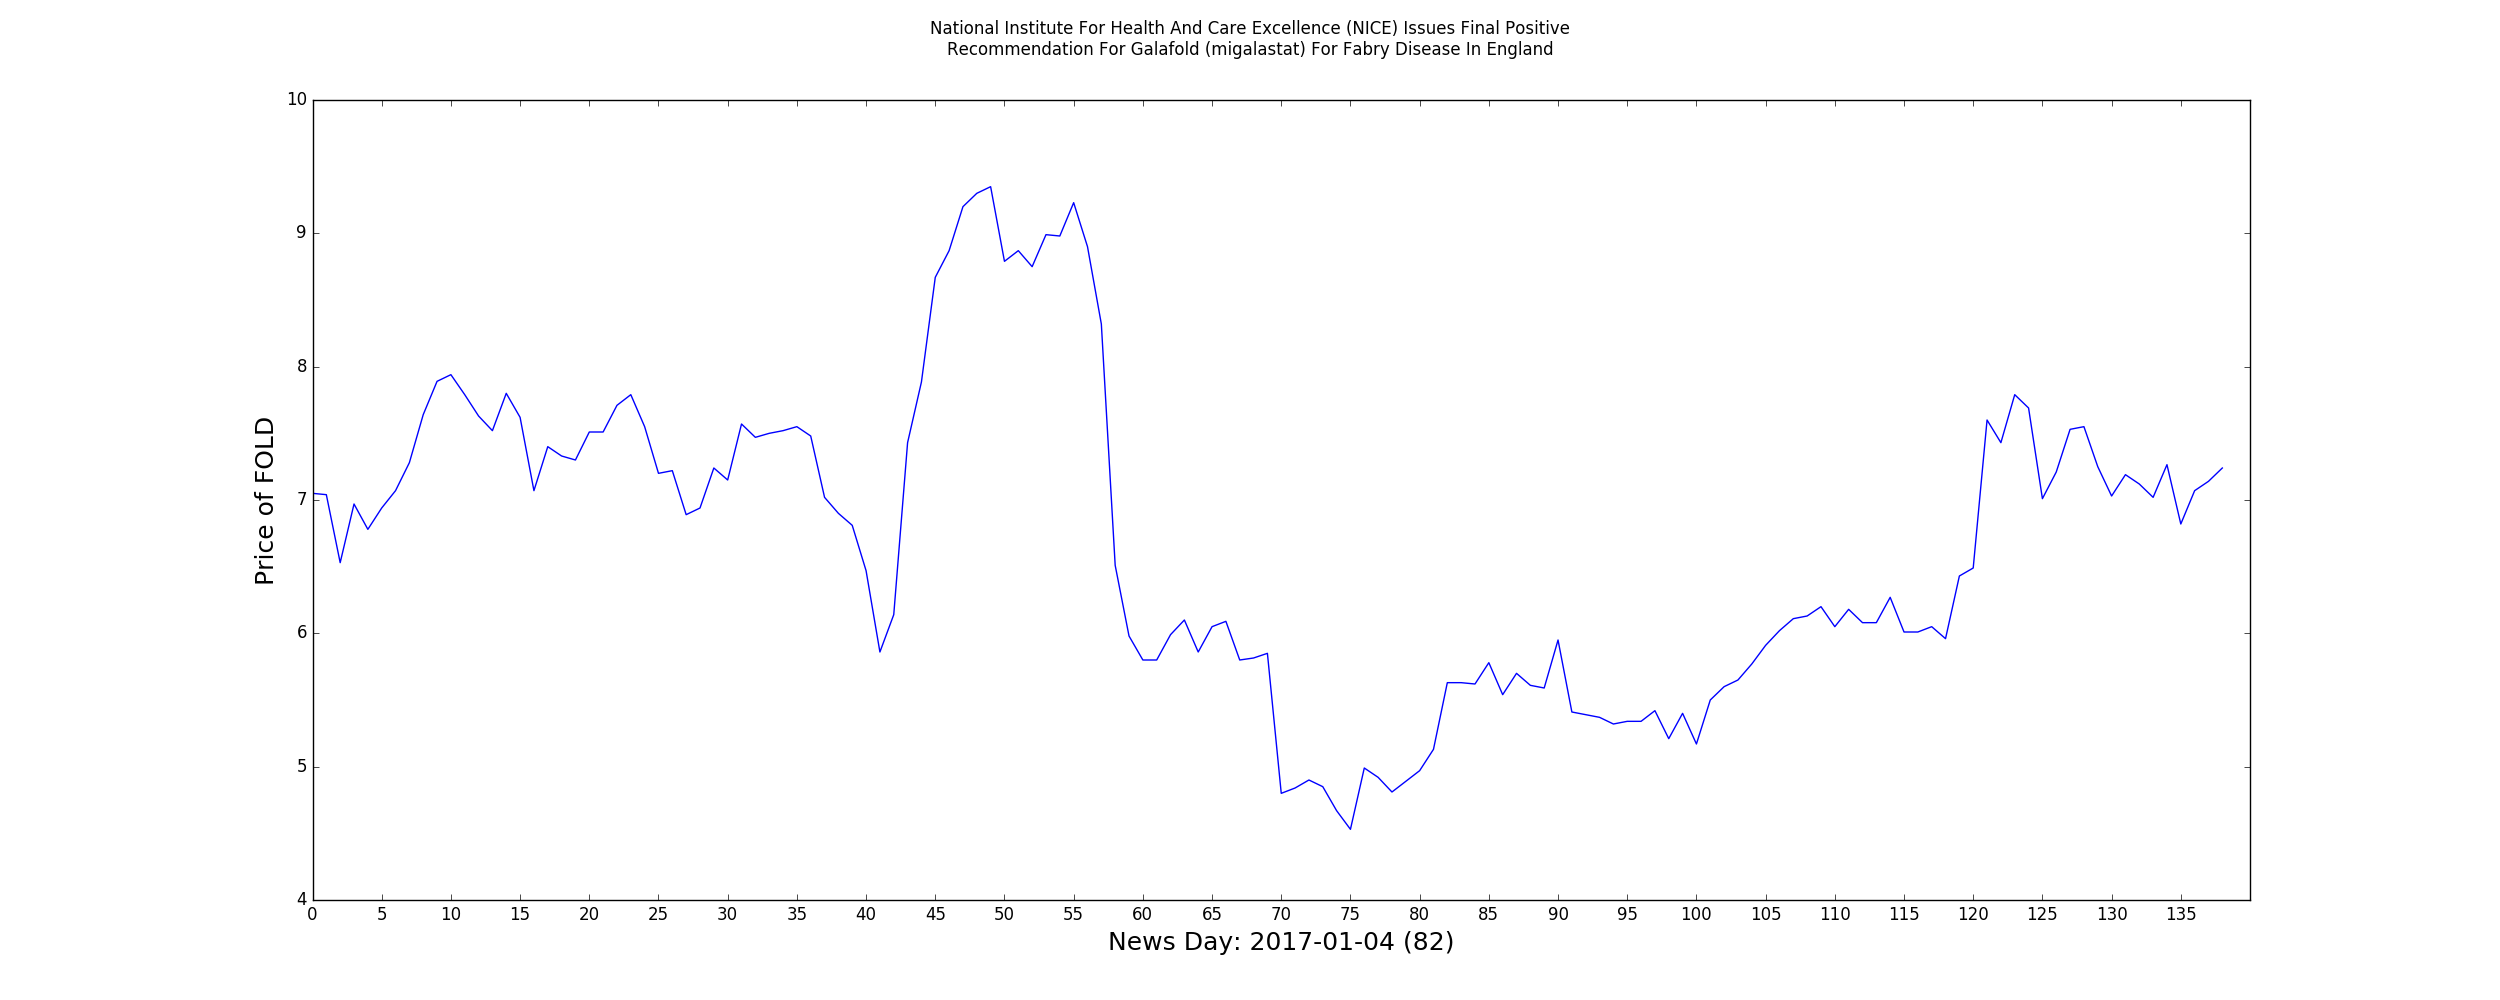 National Institute For Health And Care Excellence (NICE) Issues Final Positive
Recommendation For Galafold (migalastat) For Fabry Disease In England
10
9
8
7
6
5
4
Price of FOLD
0 5 10 15 20 25 30 35 40 45 50 55 60 65 70 75 80 85 90 95 100 105 110 115 120 125 130 135
News Day: 2017-01-04 (82)